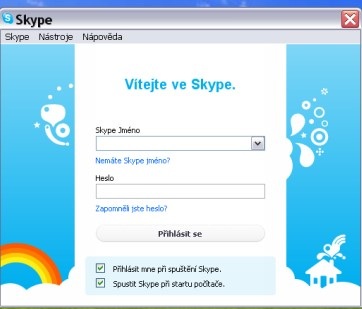 Skype
Skype Nástroje Nápověda
Vítejte ve Skype.
Skype Jméno
Nemáte Skype jméno?
Heslo
Zapomněli jste heslo?
Přihlásit se
Přihlásit mne při spuštění Skype.
Spustit Skype při startu počítače.